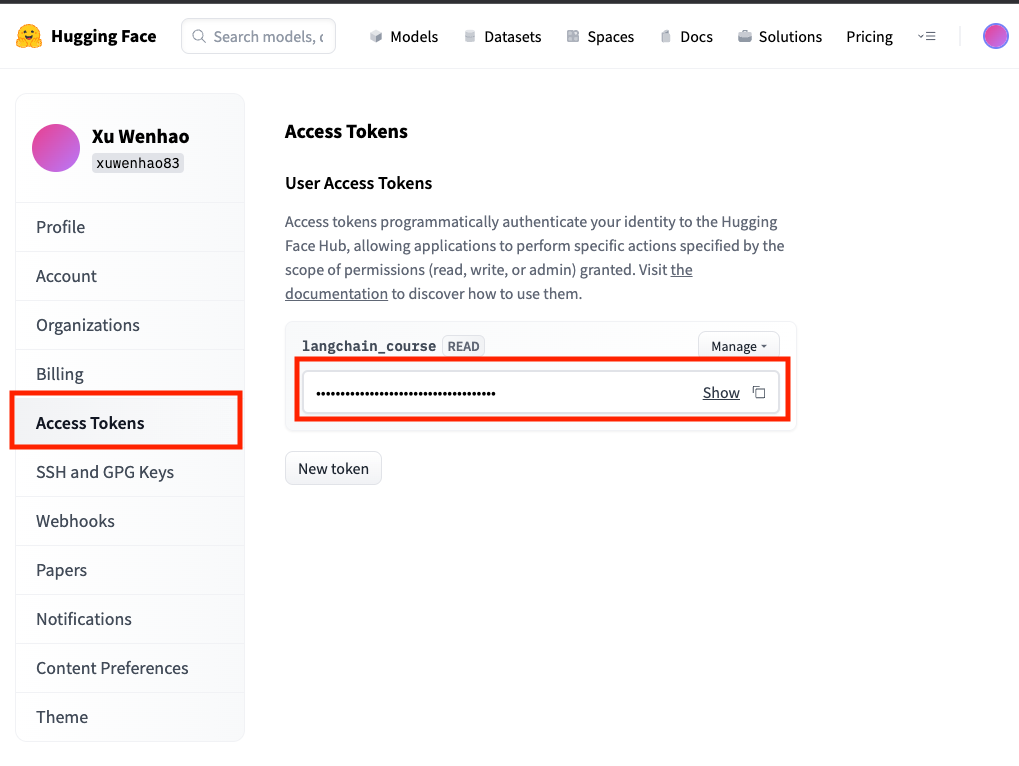 Hugging Face
Search models, c
Models
Datasets
Spaces
Docs
Solutions
Pricing
Xu Wenhao
xuwenhao83
Profile
Account
Organizations
Billing
Access Tokens
SSH and GPG Keys
Webhooks
Papers
Notifications
Content Preferences
Theme
Access Tokens
User Access Tokens
Access tokens programmatically authenticate your identity to the Hugging
Face Hub, allowing applications to perform specific actions specified by the
scope of permissions (read, write, or admin) granted. Visit the
documentation to discover how to use them.
langchain_course READ
Manage
••••••••••••••••••••••••••••••••••••• Show
New token